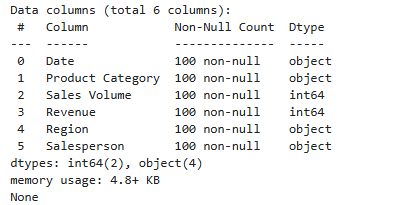 Data columns (total 6 columns):
 #   Column            Non-Null Count  Dtype
---  ------            --------------  -----
 0   Date              100 non-null    object
 1   Product Category  100 non-null    object
 2   Sales Volume      100 non-null    int64
 3   Revenue           100 non-null    int64
 4   Region            100 non-null    object
 5   Salesperson       100 non-null    object
dtypes: int64(2), object(4)
memory usage: 4.8+ KB
None